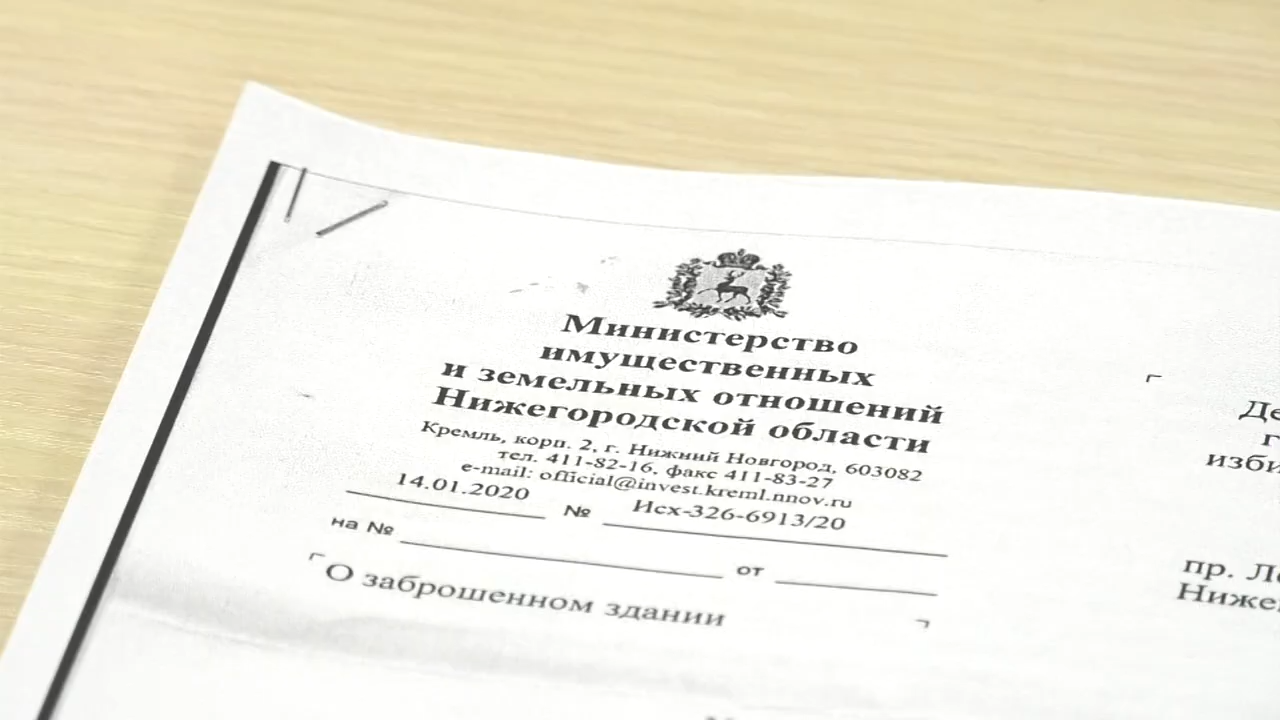 Министерство
имущественных
и земельных отношений
Нижегородской области
Кремль, корп. 2, г. Нижний Новгород, 603082
тел. 411-82-16, факс 411-83-27
e-mail: official@invest.kreml.nnov.ru
14.01.2020 № Исх-326-6913/20
на № от
О заброшенном здании
пр.